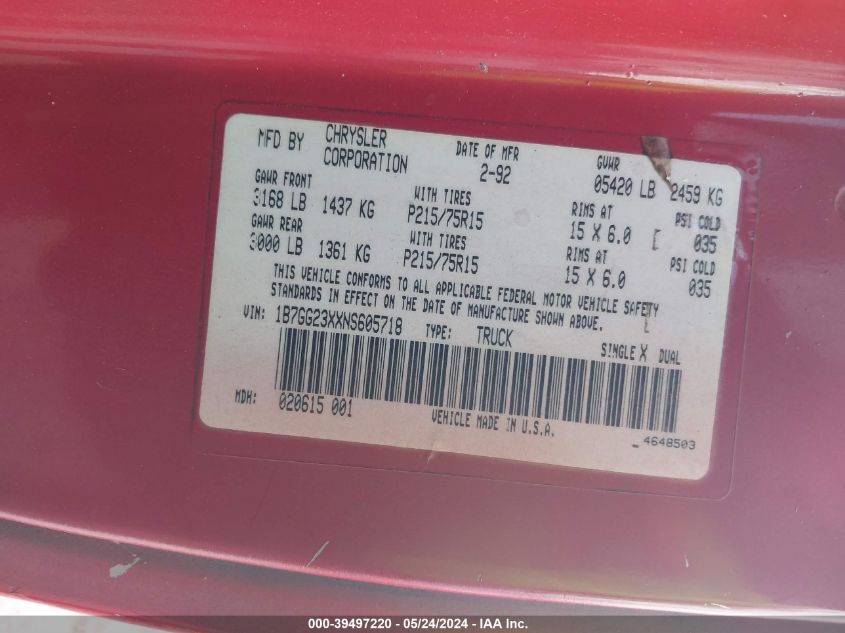 MFD BY CHRYSLER CORPORATION DATE OF MFR 2-92 GVWR 05420 LB 2459 KG
GAWR FRONT WITH TIRES RIMS AT PSI COLD
3168 LB 1437 KG P215/75R15 15 X 6.0 035
GAWR REAR WITH TIRES RIMS AT PSI COLD
3000 LB 1361 KG P215/75R15 15 X 6.0 035
THIS VEHICLE CONFORMS TO ALL APPLICABLE FEDERAL MOTOR VEHICLE SAFETY
STANDARDS IN EFFECT ON THE DATE OF MANUFACTURE SHOWN ABOVE.
VIN: 1B7GG23XXNS605718 TYPE: TRUCK SINGLE X DUAL
MDH: 020615 001 VEHICLE MADE IN U.S.A. 4648503
000-39497220 - 05/24/2024 - IAA Inc.